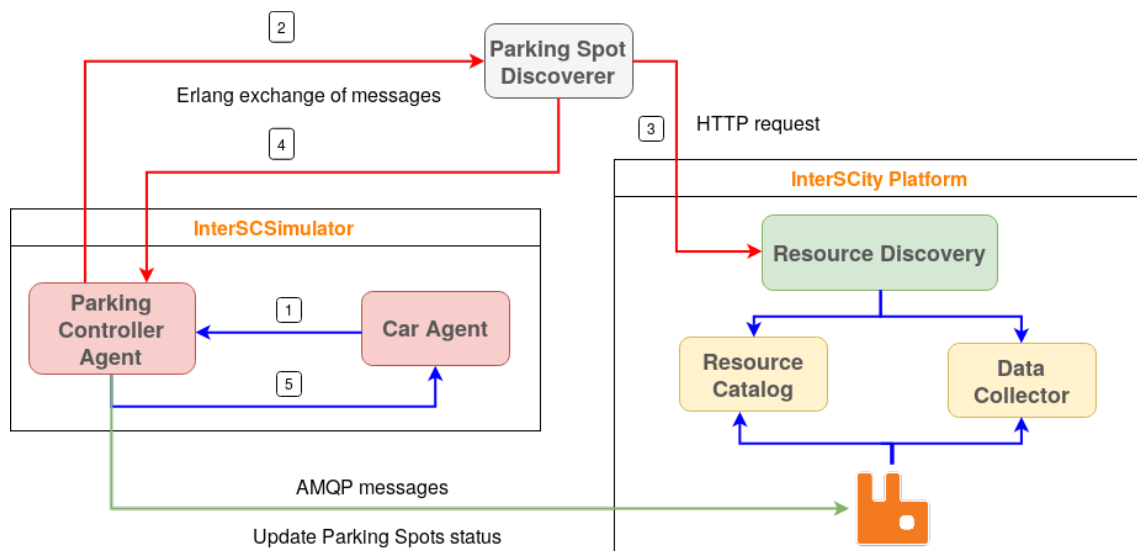 2
Parking Spot
Discoverer
Erlang exchange of messages
3
HTTP request
4
InterSCity Platform
InterSCSimulator
Resource Discovery
Parking
Controller
Agent
1
Car Agent
5
Resource
Catalog
Data
Collector
AMQP messages
Update Parking Spots status